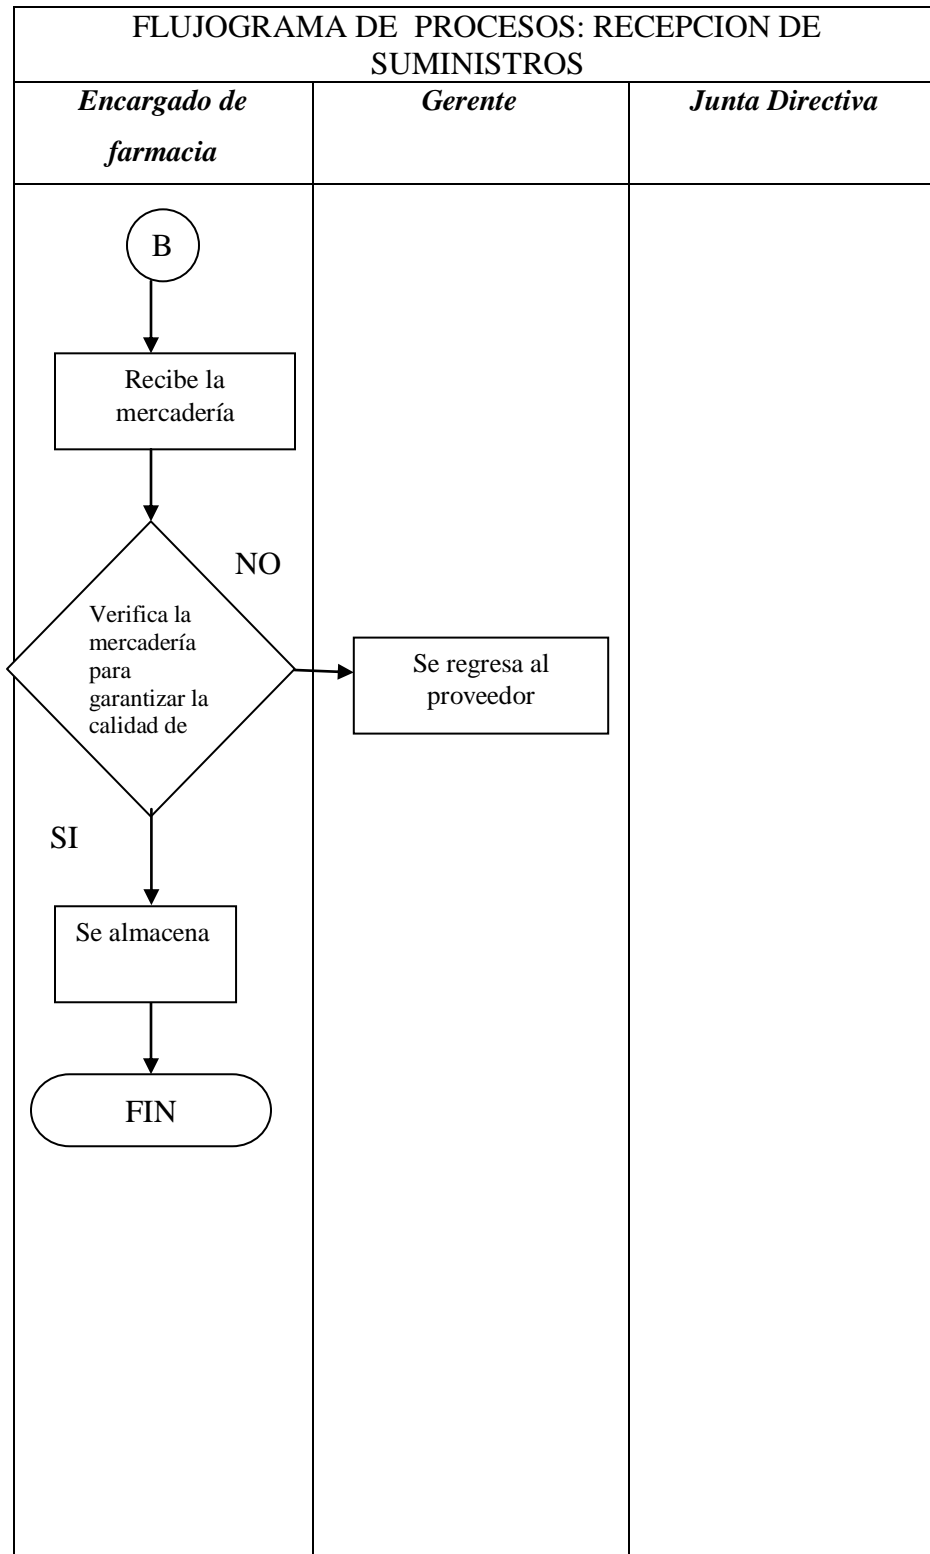 FLUJOGRAMA DE PROCESOS: RECEPCION DE
SUMINISTROS
Encargado de
farmacia
Gerente
Junta Directiva
B
Recibe la
mercadería
NO
Verifica la
mercadería
para
garantizar la
calidad de
Se regresa al
proveedor
SI
Se almacena
FIN